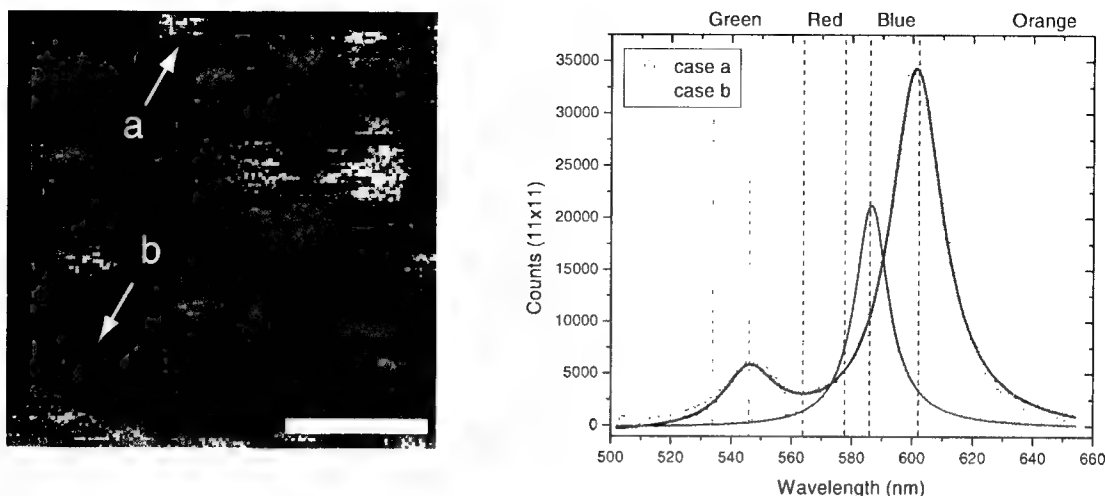 a
b
Green Red Blue Orange
case a
case b
Counts (11x11)
35000
30000
25000
20000
15000
10000
5000
0
500 520 540 560 580 600 620 640 660
Wavelength (nm)